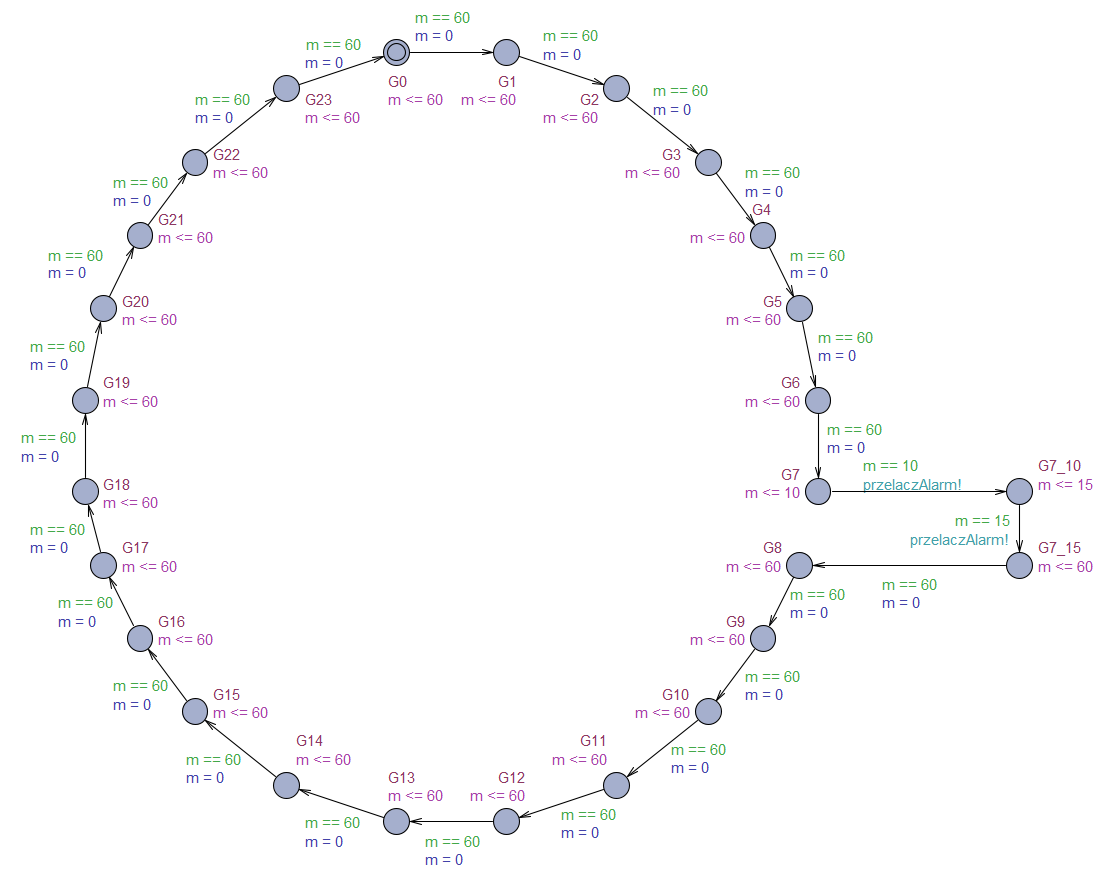 m == 60
m = 0
G0
m <= 60
m == 60
m = 0
G1
m <= 60
m == 60
m = 0
G2
m <= 60
m == 60
m = 0
G3
m <= 60
m == 60
m = 0
G4
m <= 60
m == 60
m = 0
G5
m <= 60
m == 60
m = 0
G6
m <= 60
m == 60
m = 0
G7
m <= 10
m == 10
przelaczAlarm!
G7_10
m <= 15
m == 15
przelaczAlarm!
G7_15
m <= 60
m == 60
m = 0
G8
m <= 60
m == 60
m = 0
G9
m <= 60
m == 60
m = 0
G10
m <= 60
m == 60
m = 0
G11
m <= 60
m == 60
m = 0
G12
m <= 60
m == 60
m = 0
G13
m <= 60
m == 60
m = 0
G14
m <= 60
m == 60
m = 0
G15
m <= 60
m == 60
m = 0
G16
m <= 60
m == 60
m = 0
G17
m <= 60
m == 60
m = 0
G18
m <= 60
m == 60
m = 0
G19
m <= 60
m == 60
m = 0
G20
m <= 60
m == 60
m = 0
G21
m <= 60
m == 60
m = 0
G22
m <= 60
m == 60
m = 0
G23
m <= 60